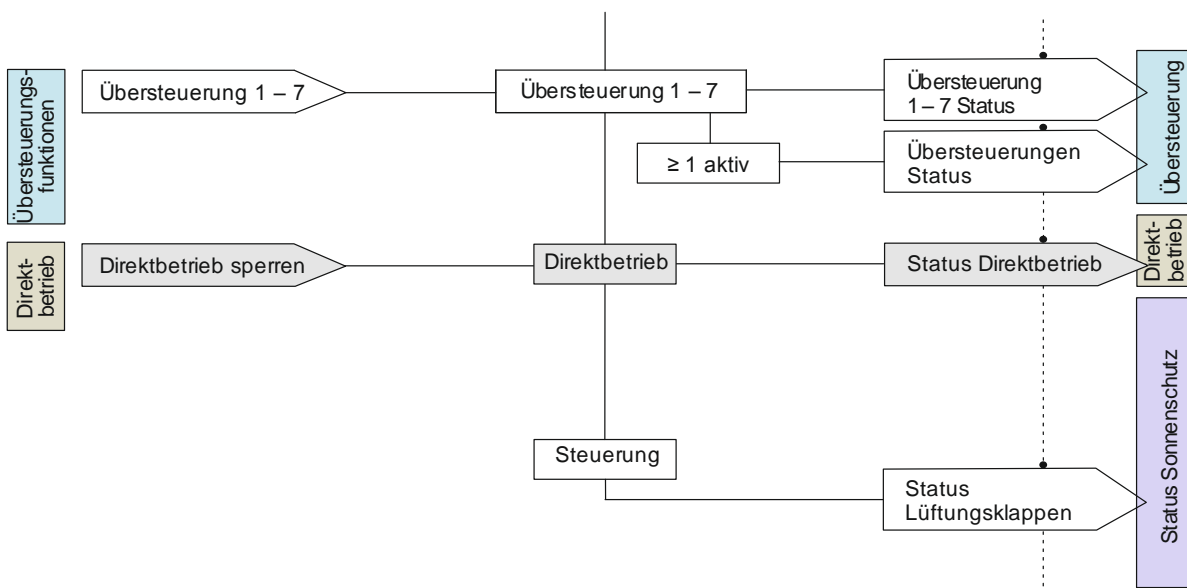 Übersteuerungs-
funktionen
Übersteuerung 1 – 7
Übersteuerung 1 – 7
Übersteuerung
1 – 7 Status
Übersteuerung
≥ 1 aktiv
Übersteuerungen
Status
Direkt-
betrieb
Direktbetrieb sperren
Direktbetrieb
Status Direktbetrieb
Direkt-
betrieb
Steuerung
Status
Lüftungsklappen
Status Sonnenschutz